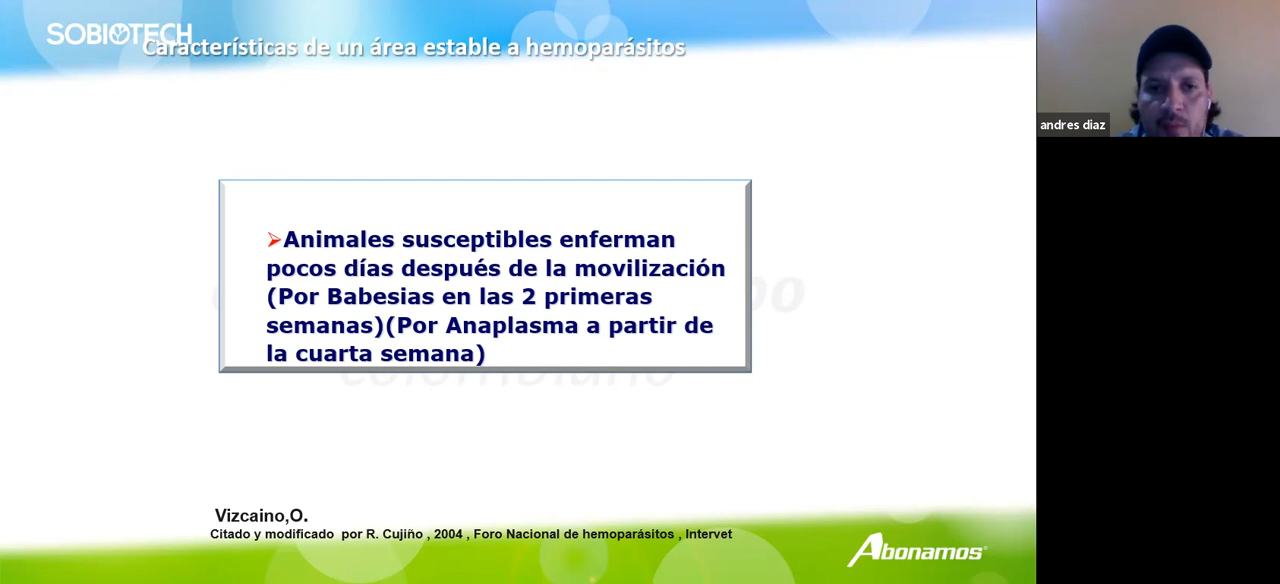 SOBIOTECH
Características de un área estable a hemoparásitos
andres diaz
➢Animales susceptibles enferman
pocos días después de la movilización
(Por Babesias en las 2 primeras
semanas)(Por Anaplasma a partir de
la cuarta semana)
colombiano
Vizcaino,O.
Citado y modificado por R. Cujiño , 2004 , Foro Nacional de hemoparásitos , Intervet
Abonamos®